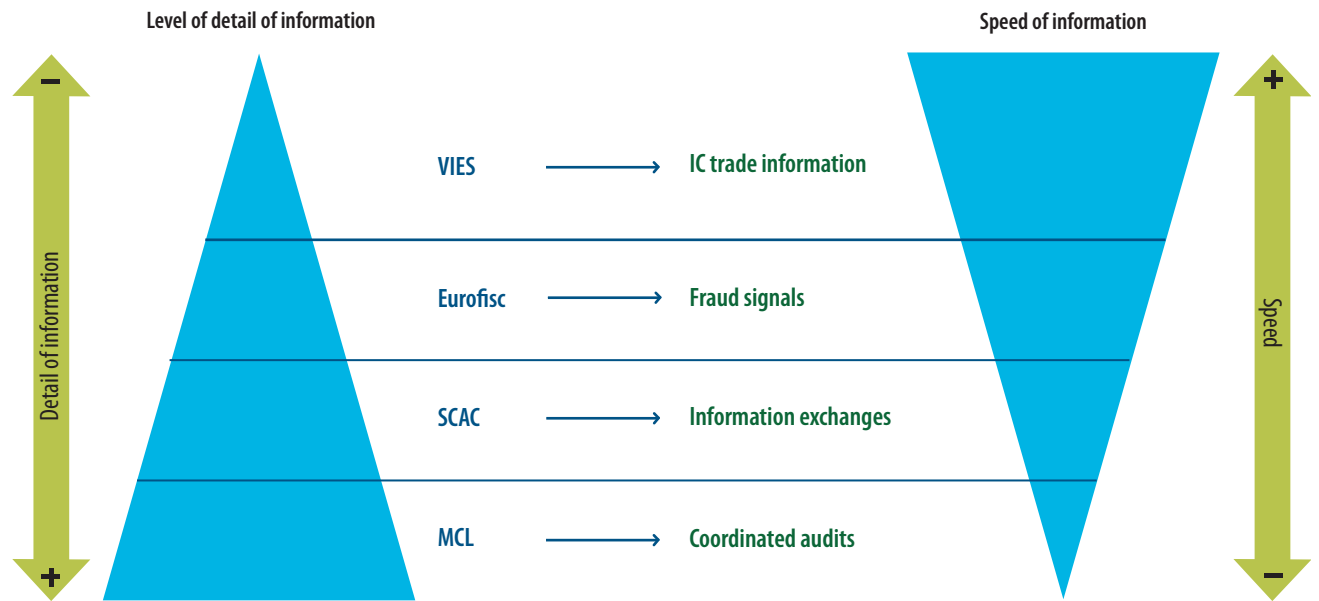 Level of detail of information
Speed of information
−
+
VIES
IC trade information
Eurofisc
Fraud signals
Detail of information
Speed
SCAC
Information exchanges
MCL
Coordinated audits
+
−